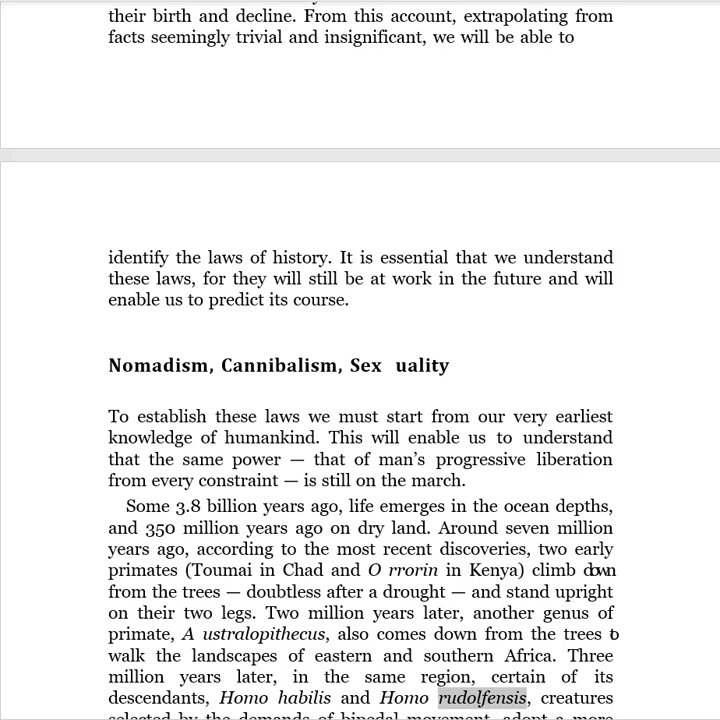 their birth and decline. From this account, extrapolating from
facts seemingly trivial and insignificant, we will be able to
identify the laws of history. It is essential that we understand
these laws, for they will still be at work in the future and will
enable us to predict its course.
Nomadism, Cannibalism, Sex uality
To establish these laws we must start from our very earliest
knowledge of humankind. This will enable us to understand
that the same power — that of man’s progressive liberation
from every constraint — is still on the march.
Some 3.8 billion years ago, life emerges in the ocean depths,
and 350 million years ago on dry land. Around seven million
years ago, according to the most recent discoveries, two early
primates (Toumai in Chad and O rrorin in Kenya) climb down
from the trees — doubtless after a drought — and stand upright
on their two legs. Two million years later, another genus of
primate, A ustralopithecus, also comes down from the trees to
walk the landscapes of eastern and southern Africa. Three
million years later, in the same region, certain of its
descendants, Homo habilis and Homo rudolfensis, creatures
selected by the demands of bipedal movement, adopt a more